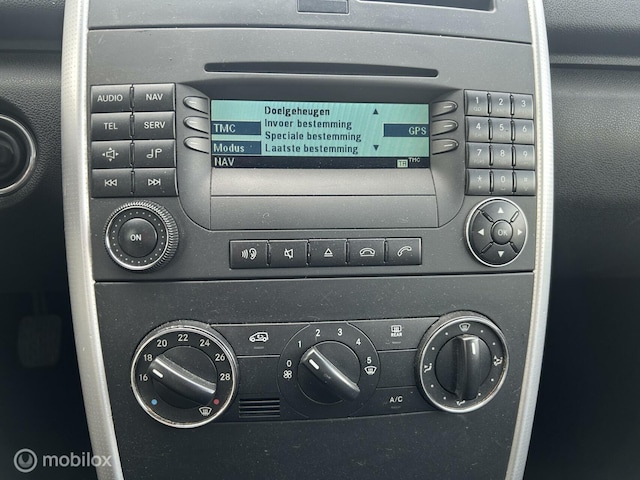 AUDIO NAV
TEL SERV
Doelgeheugen
Invoer bestemming
TMC Speciale bestemming GPS
Modus Laatste bestemming
NAV TMC
1 2 3
4 5 6
7 8 9
* 0 #
ON
OK
16 18 20 22 24 26 28
0 1 2 3 4 5
REAR
A/C
mobilox